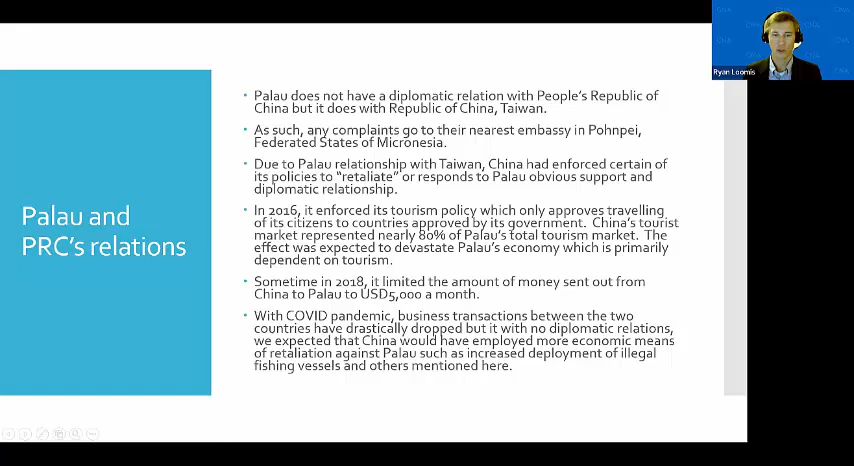 Palau and
PRC's relations
• Palau does not have a diplomatic relation with People's Republic of
China but it does with Republic of China, Taiwan.
• As such, any complaints go to their nearest embassy in Pohnpei,
Federated States of Micronesia.
• Due to Palau relationship with Taiwan, China had enforced certain of
its policies to "retaliate" or responds to Palau obvious support and
diplomatic relationship.
• In 2016, it enforced its tourism policy which only approves travelling
of its citizens to countries approved by its government. China's tourist
market represented nearly 80% of Palau's total tourism market. The
effect was expected to devastate Palau's economy which is primarily
dependent on tourism.
• Sometime in 2018, it limited the amount of money sent out from
China to Palau to USD5,000 a month.
• With COVID pandemic, business transactions between the two
countries have drastically dropped but it with no diplomatic relations,
we expected that China would have employed more economic means
of retaliation against Palau such as increased deployment of illegal
fishing vessels and others mentioned here.
Ryan Loomis